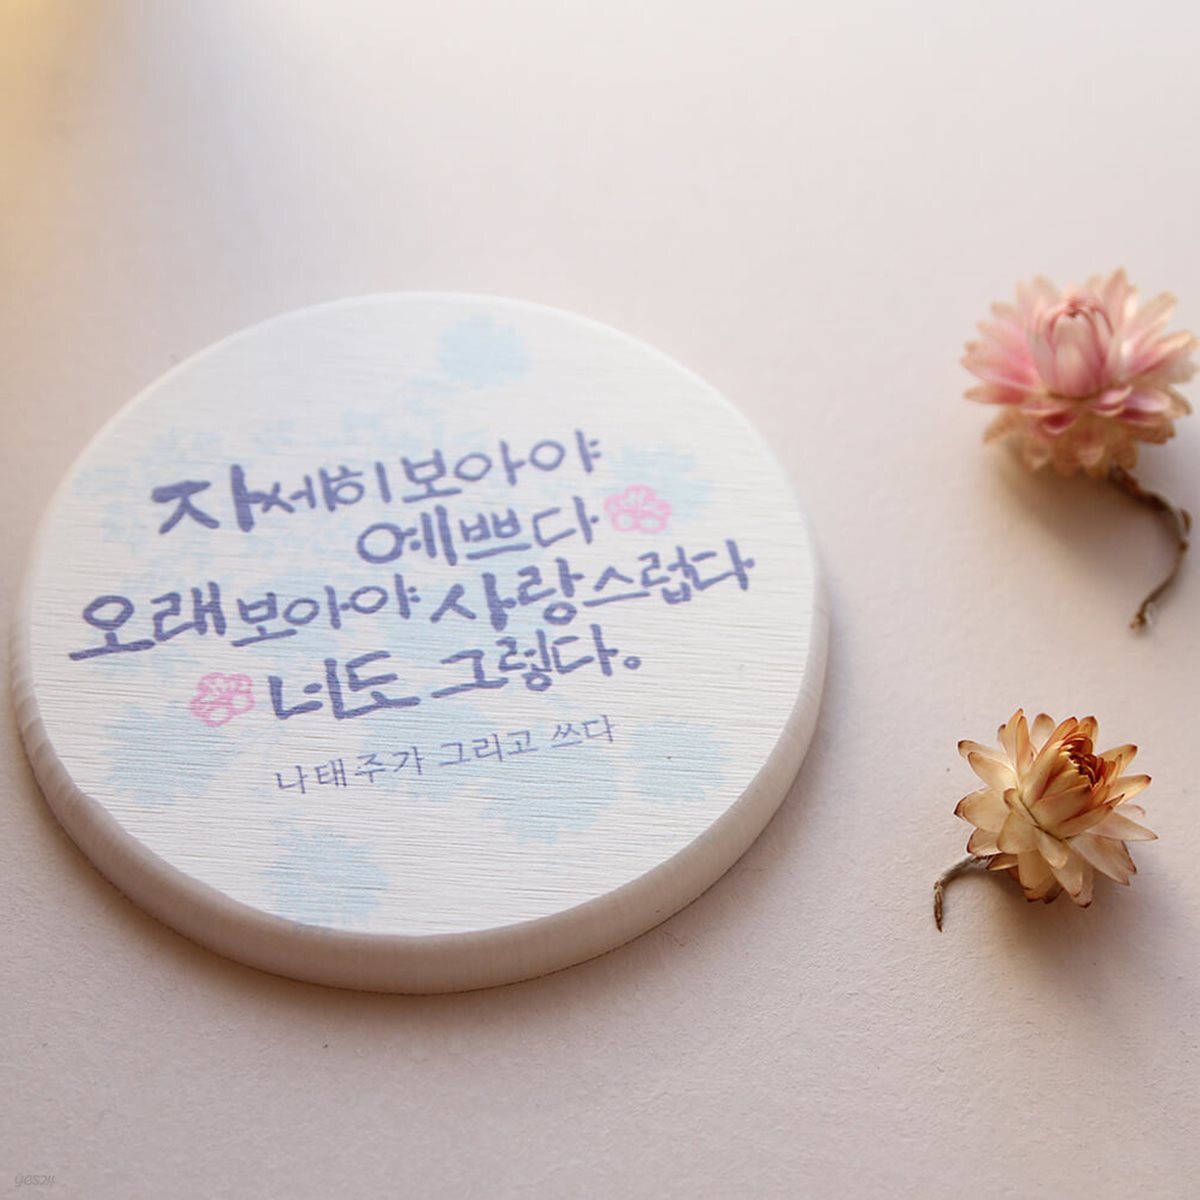 자세히보아야
예쁘다
오래보아야 사랑스럽다
너도 그렇다.
나태주가 그리고 쓰다
yes24